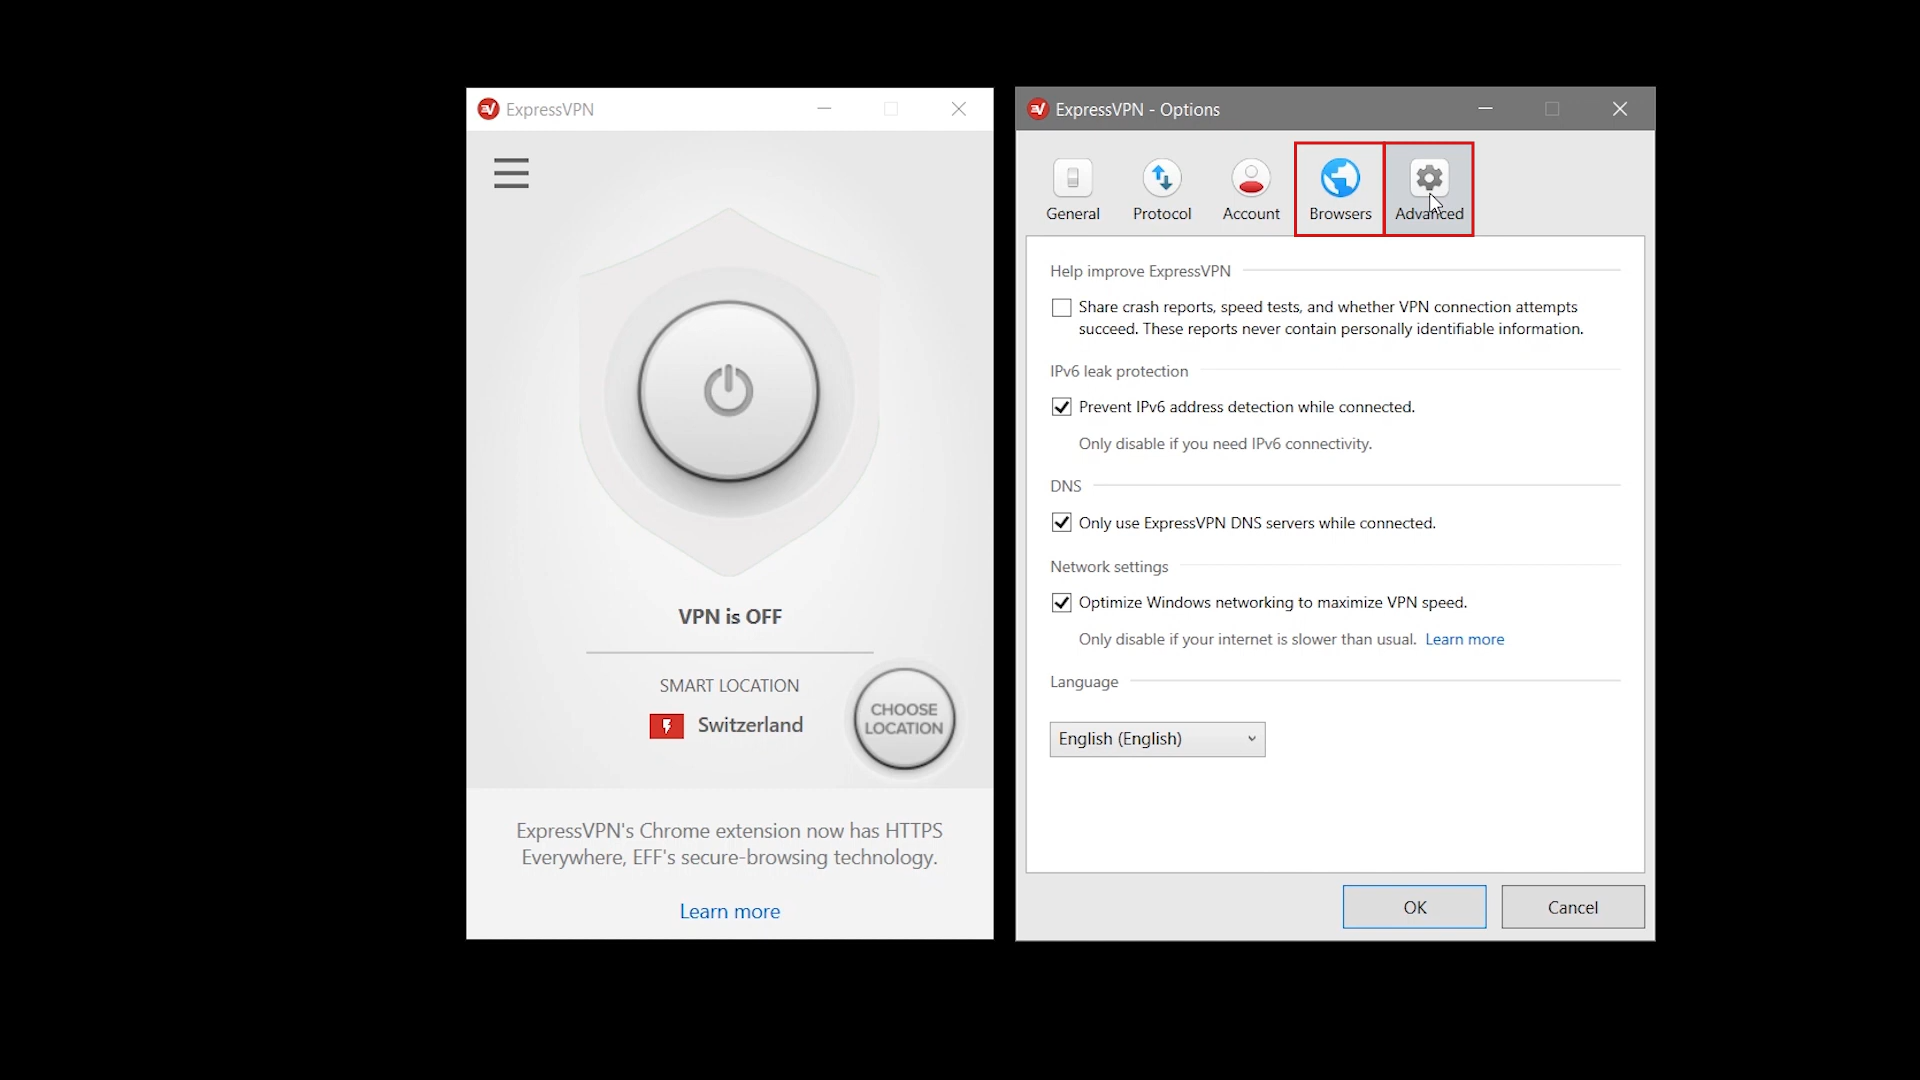 ExpressVPN
VPN is OFF
SMART LOCATION
Switzerland
CHOOSE
LOCATION
ExpressVPN's Chrome extension now has HTTPS
Everywhere, EFF's secure-browsing technology.
Learn more
ExpressVPN - Options
General
Protocol
Account
Browsers
Advanced
Help improve ExpressVPN
Share crash reports, speed tests, and whether VPN connection attempts
succeed. These reports never contain personally identifiable information.
IPv6 leak protection
Prevent IPv6 address detection while connected.
Only disable if you need IPv6 connectivity.
DNS
Only use ExpressVPN DNS servers while connected.
Network settings
Optimize Windows networking to maximize VPN speed.
Only disable if your internet is slower than usual. Learn more
Language
English (English)
OK
Cancel